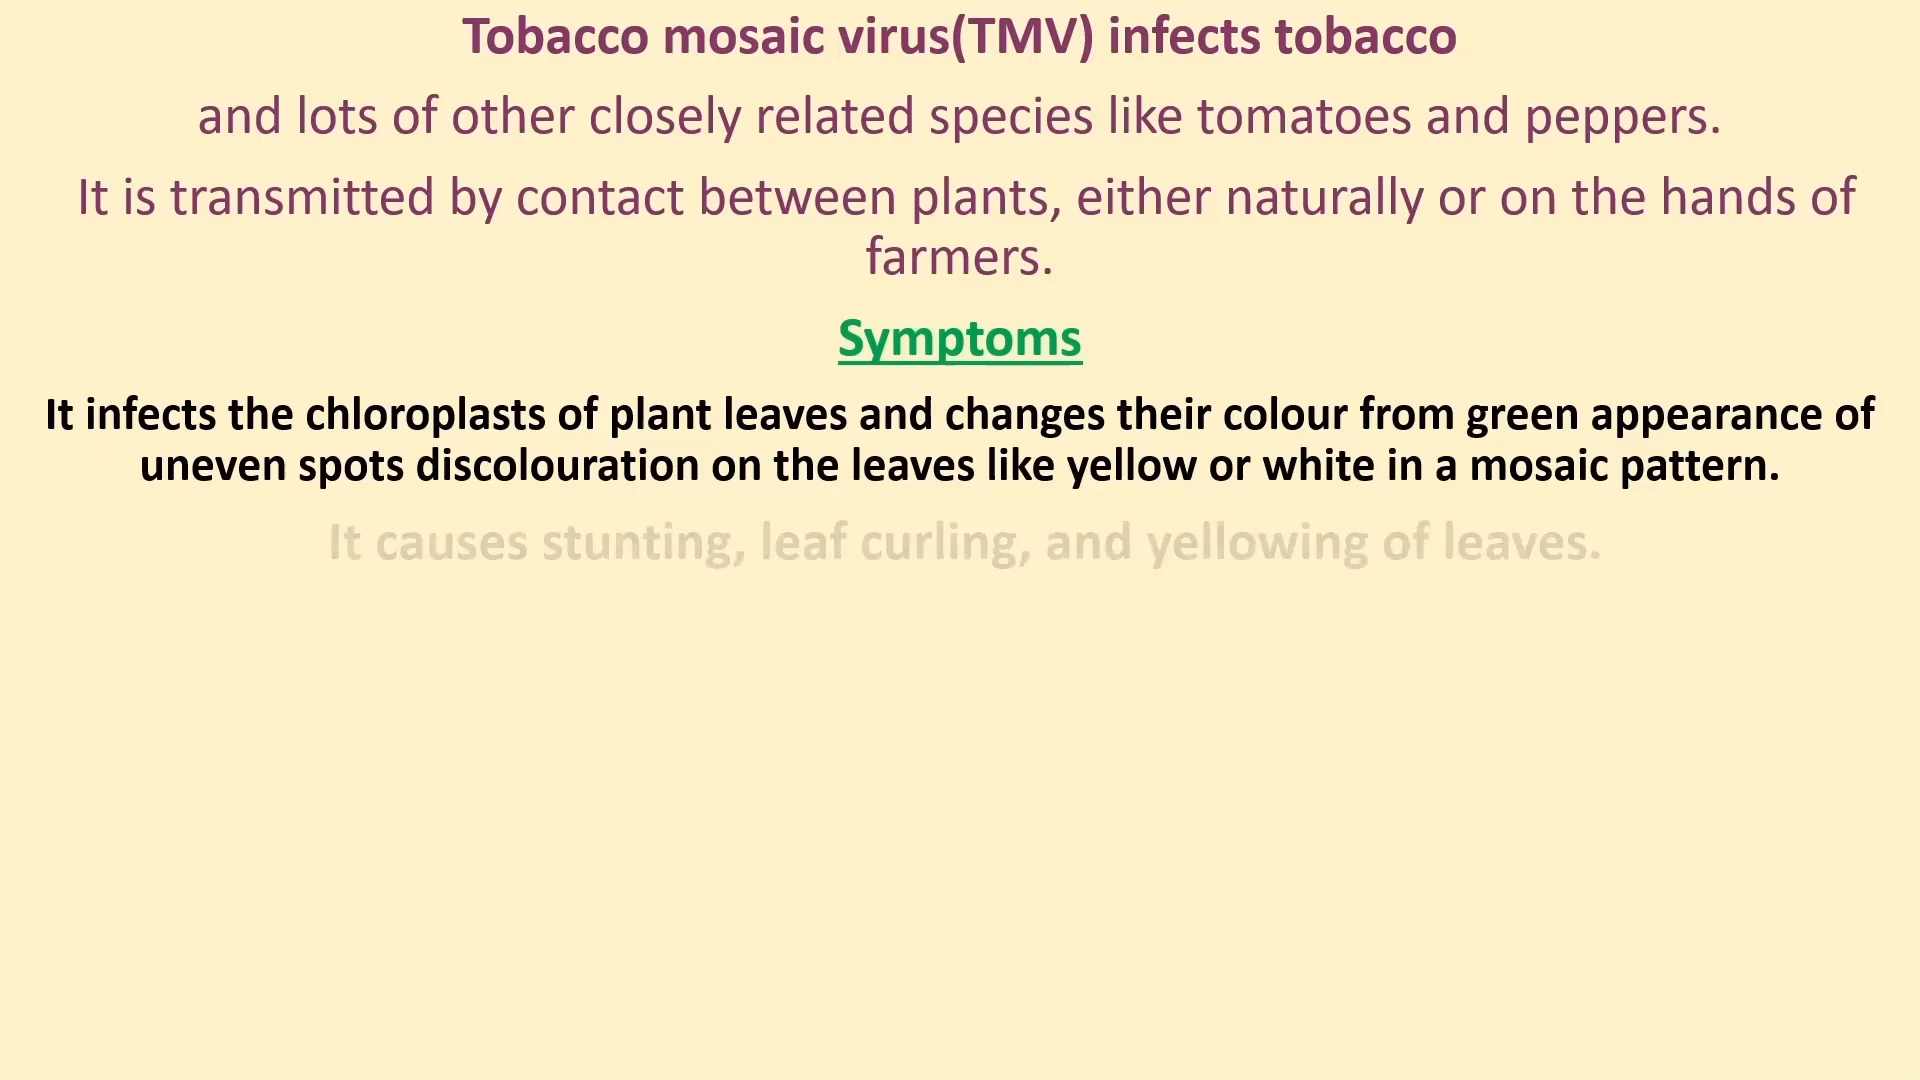 Tobacco mosaic virus(TMV) infects tobacco
and lots of other closely related species like tomatoes and peppers.
It is transmitted by contact between plants, either naturally or on the hands of
farmers.
Symptoms
It infects the chloroplasts of plant leaves and changes their colour from green appearance of
uneven spots discolouration on the leaves like yellow or white in a mosaic pattern.
It causes stunting, leaf curling, and yellowing of leaves.